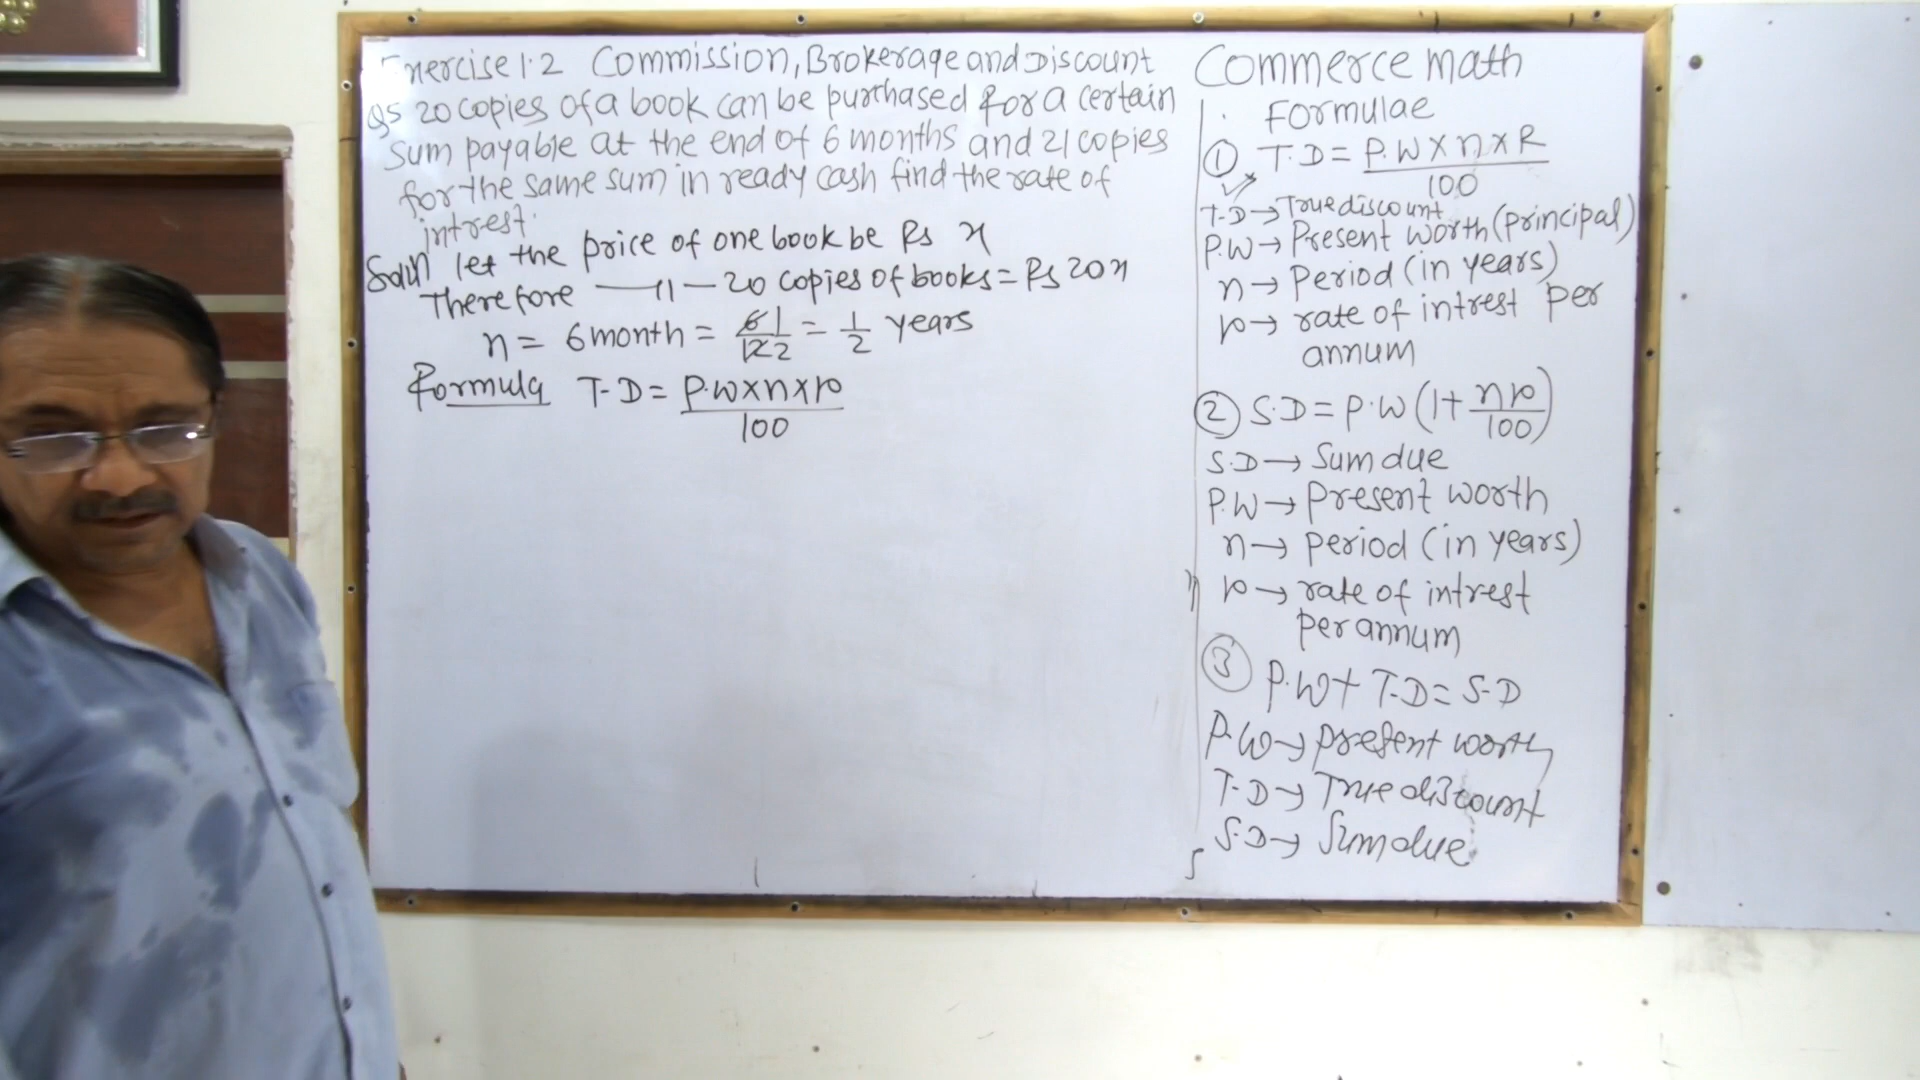 Exercise 1.2 Commission, Brokerage and Discount
Q5 20 copies of a book can be purchased for a certain
sum payable at the end of 6 months and 21 copies
for the same sum in ready cash find the rate of
intrest.
Soln let the price of one book be Rs x
Therefore —11— 20 copies of books = Rs 20x
n = 6 month = 6 1/12 2 = 1/2 years
Formula T.D = P.W×n×r/100
Commerce math
Formulae
① T.D = P.W×n×R/100
T.D → True discount
P.W → Present worth (principal)
n → Period (in years)
r → rate of intrest per
annum
② S.D = P.W (1+ nr/100)
S.D → Sum due
P.W → Present worth
n → period (in years)
r → rate of intrest
per annum
③ P.W + T.D = S.D
P.W → present worth
T.D → True discount
S.D → Sum due